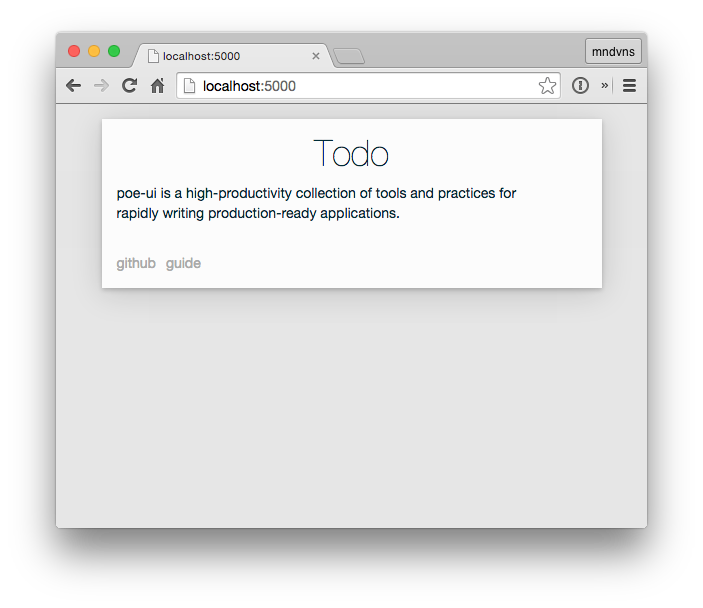 localhost:5000
mndvns
localhost:5000
Todo
poe-ui is a high-productivity collection of tools and practices for
rapidly writing production-ready applications.
github guide